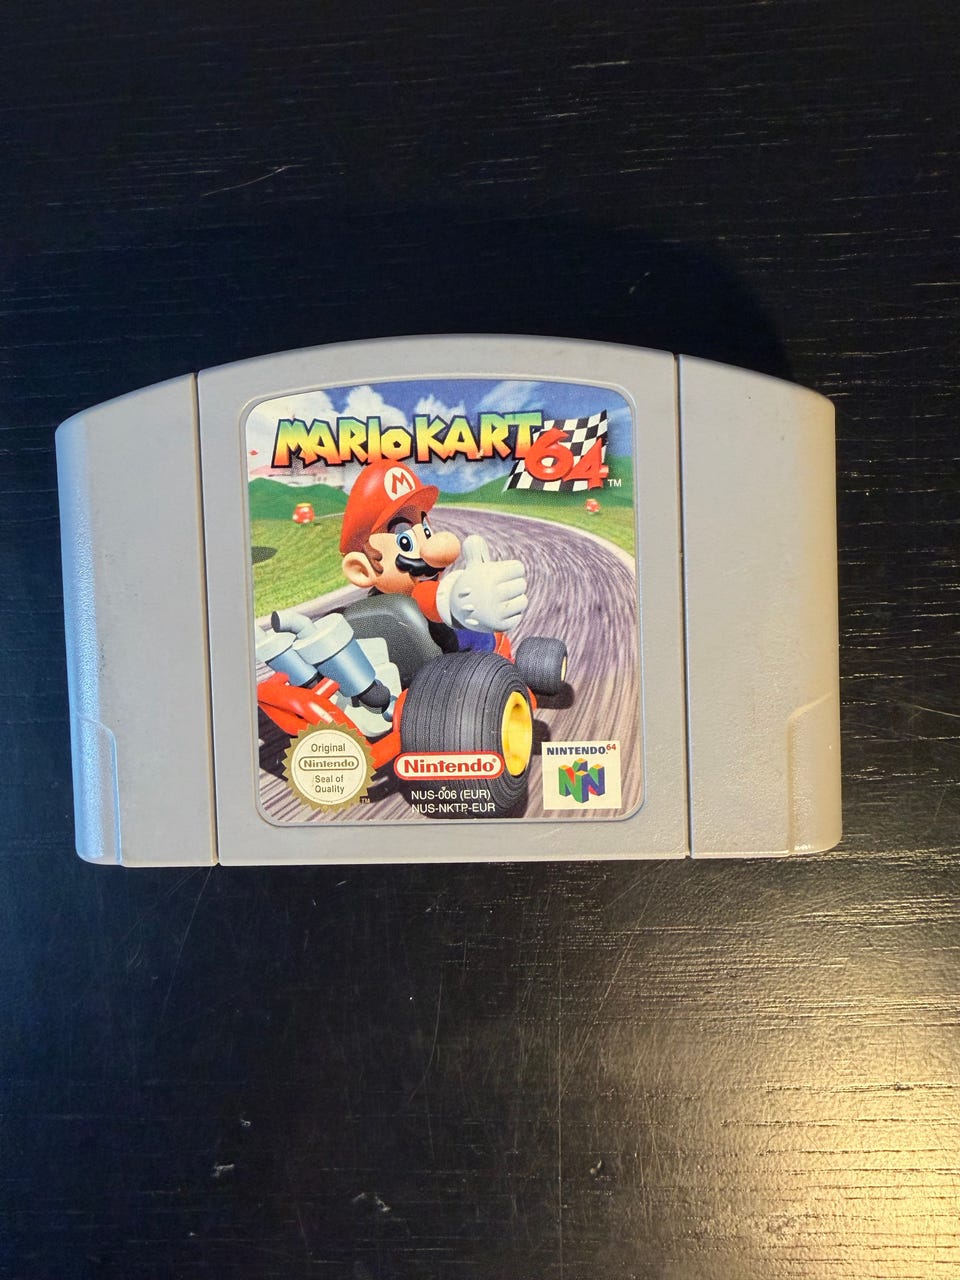 MARIO KART 64 TM
M
Original
Nintendo
Seal of
Quality
TM
Nintendo®
NUS-006 (EUR)
NUS-NKTP-EUR
NINTENDO64
N